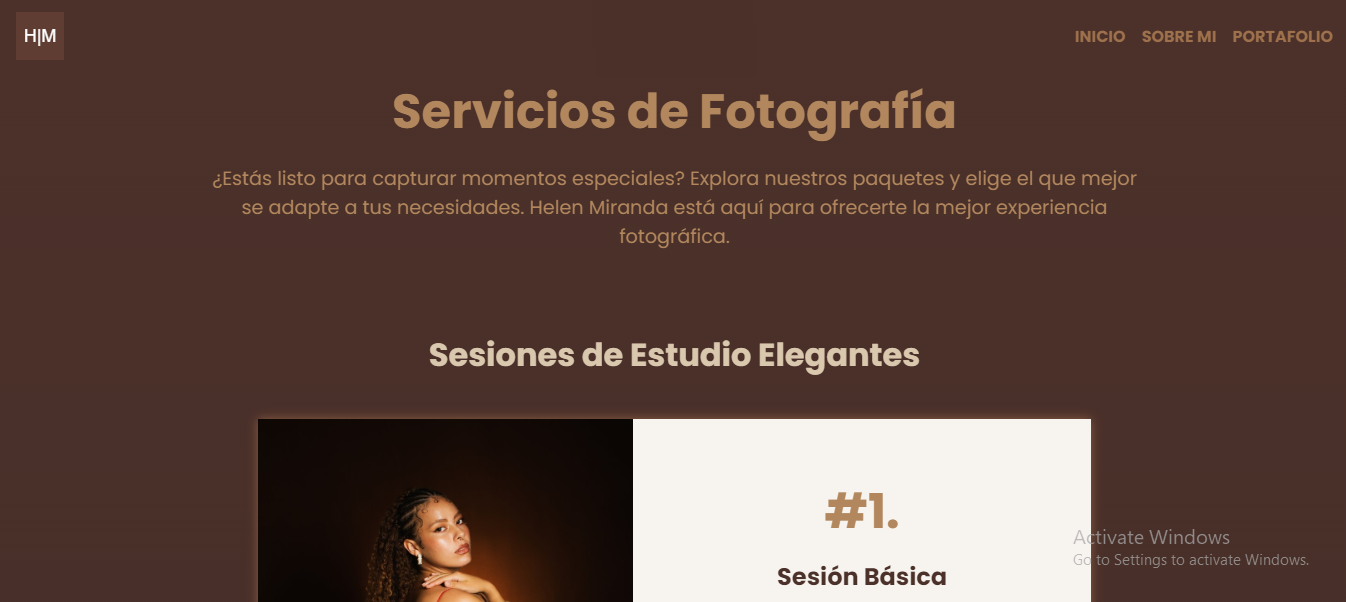 H|M
INICIO SOBRE MI PORTAFOLIO
Servicios de Fotografía
¿Estás listo para capturar momentos especiales? Explora nuestros paquetes y elige el que mejor
se adapte a tus necesidades. Helen Miranda está aquí para ofrecerte la mejor experiencia
fotográfica.
Sesiones de Estudio Elegantes
#1.
Sesión Básica
Activate Windows
Go to Settings to activate Windows.